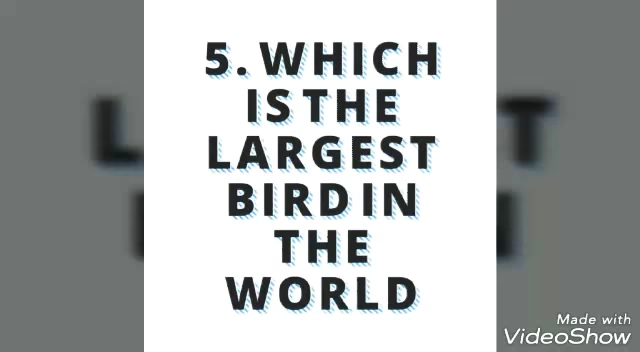 5. WHICH
IS THE
LARGEST
BIRD IN
THE
WORLD
Made with
VideoShow